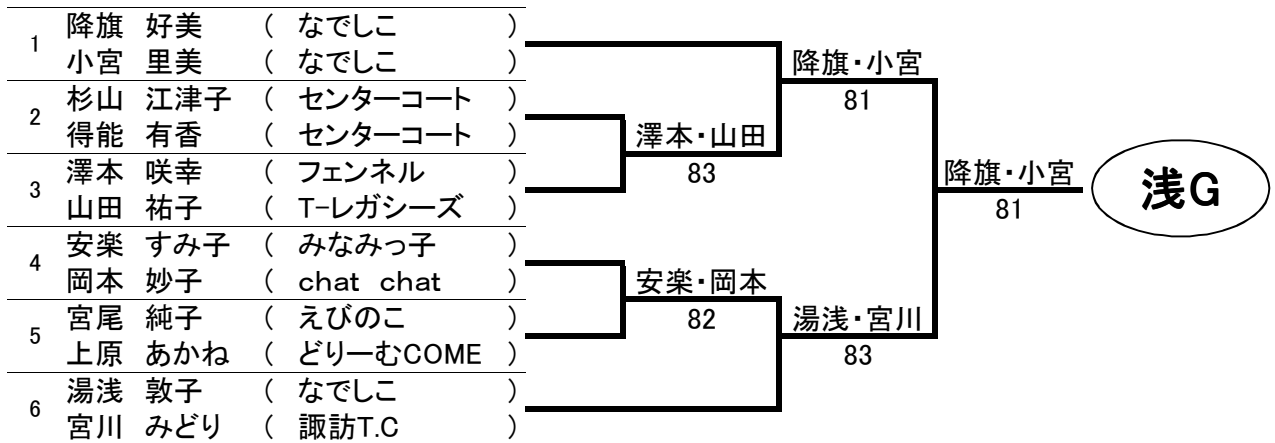 1
降旗 好美 ( なでしこ )
小宮 里美 ( なでしこ )
2
杉山 江津子 ( センターコート )
得能 有香 ( センターコート )
3
澤本 咲幸 ( フェンネル )
山田 祐子 ( T-レガシーズ )
4
安楽 すみ子 ( みなみっ子 )
岡本 妙子 ( chat chat )
5
宮尾 純子 ( えびのこ )
上原 あかね ( どりーむCOME )
6
湯浅 敦子 ( なでしこ )
宮川 みどり ( 諏訪T.C )
澤本・山田
83
安楽・岡本
82
降旗・小宮
81
湯浅・宮川
83
降旗・小宮
81
浅G